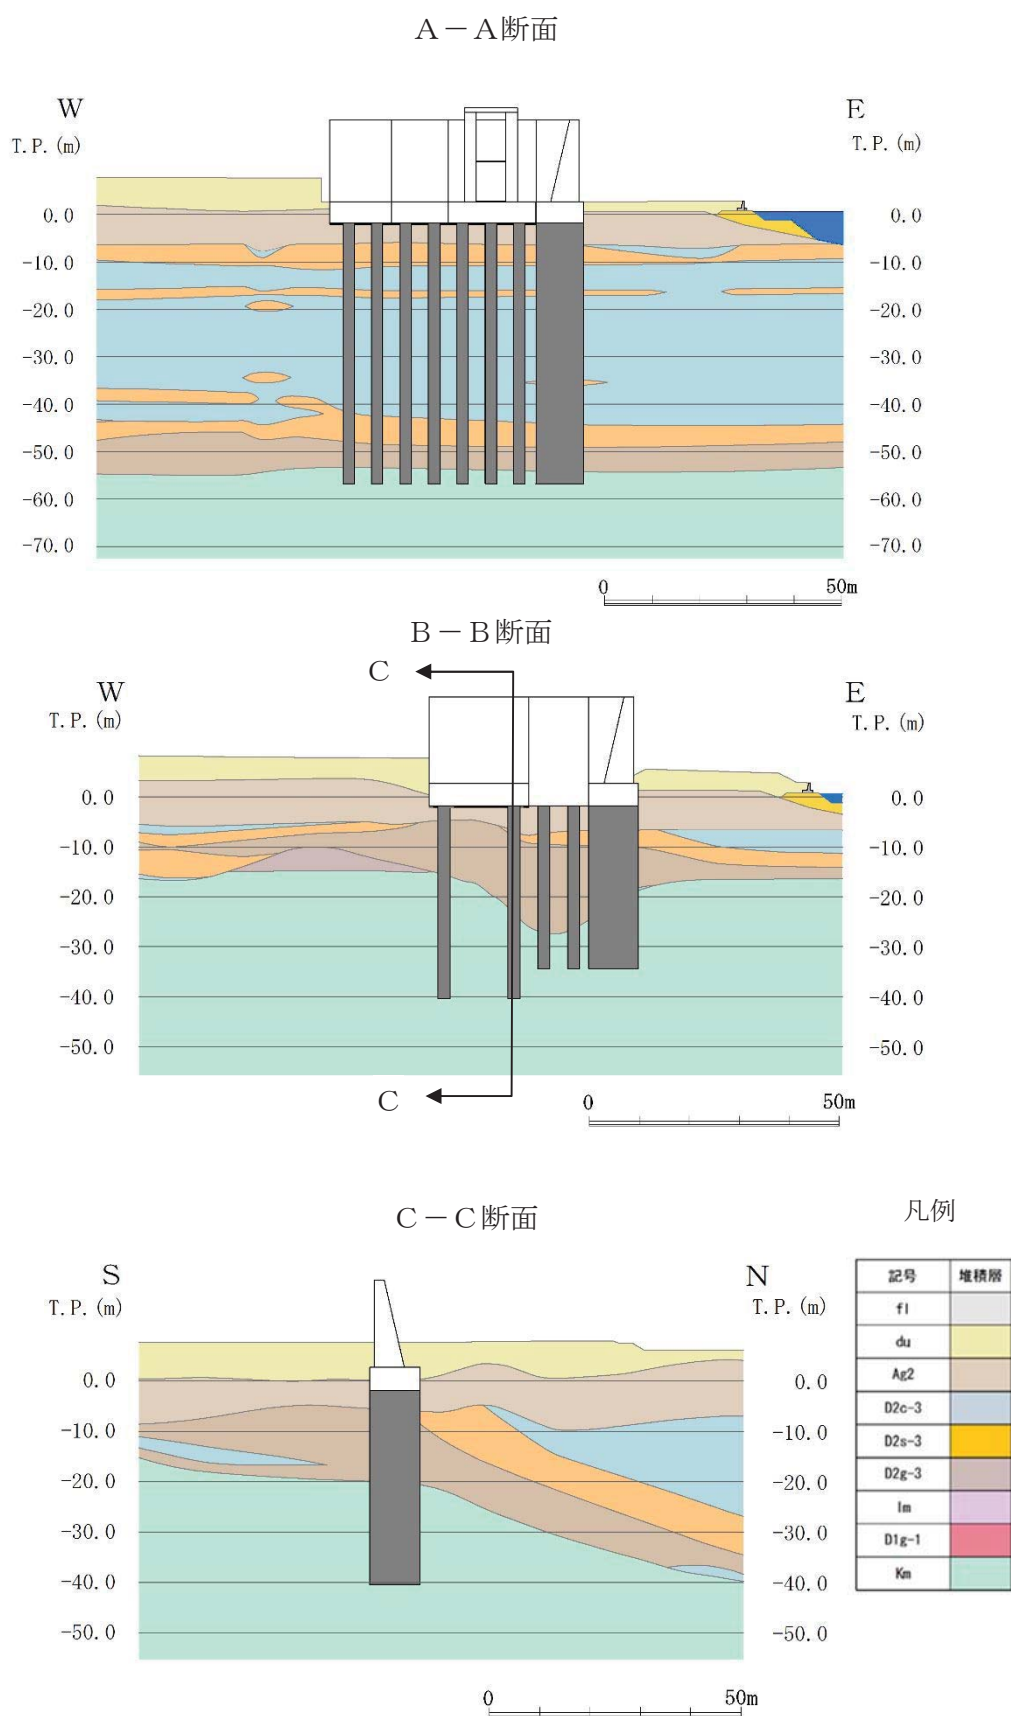 A－A断面
W
E
T.P.(m)
T.P.(m)
0.0
0.0
-10.0
-10.0
-20.0
-20.0
-30.0
-30.0
-40.0
-40.0
-50.0
-50.0
-60.0
-60.0
-70.0
-70.0
0
50m
B－B断面
C
W
E
T.P.(m)
T.P.(m)
0.0
0.0
-10.0
-10.0
-20.0
-20.0
-30.0
-30.0
-40.0
-40.0
-50.0
-50.0
C
0
50m
C－C断面
凡例
S
N
T.P.(m)
T.P.(m)
0.0
0.0
-10.0
-10.0
-20.0
-20.0
-30.0
-30.0
-40.0
-40.0
-50.0
-50.0
0
50m
記号 堆積層
fl
du
Ag2
D2c-3
D2s-3
D2g-3
lm
D1g-1
Km